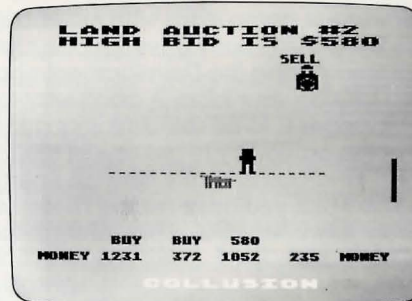 LAND AUCTION #2
HIGH BID IS $580
SELL
BUY BUY 580
MONEY 1231 372 1052 235 MONEY
COLLUSION